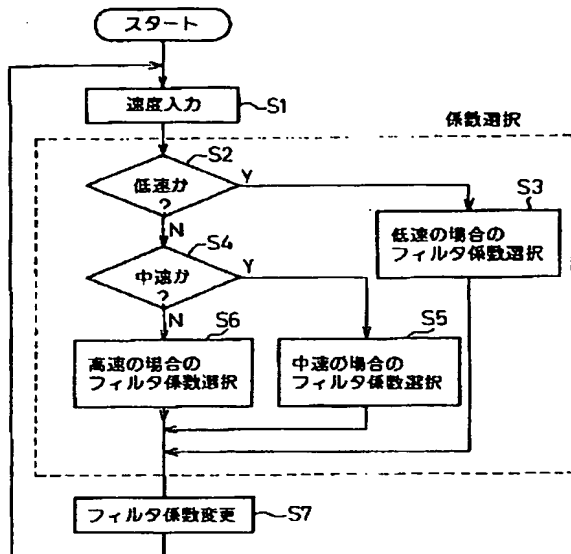 スタート
速度入力
S1
係数選択
S2
低速か
?
Y
N
S3
低速の場合の
フィルタ係数選択
S4
中速か
?
Y
N
S6
高速の場合の
フィルタ係数選択
S5
中速の場合の
フィルタ係数選択
フィルタ係数変更
S7